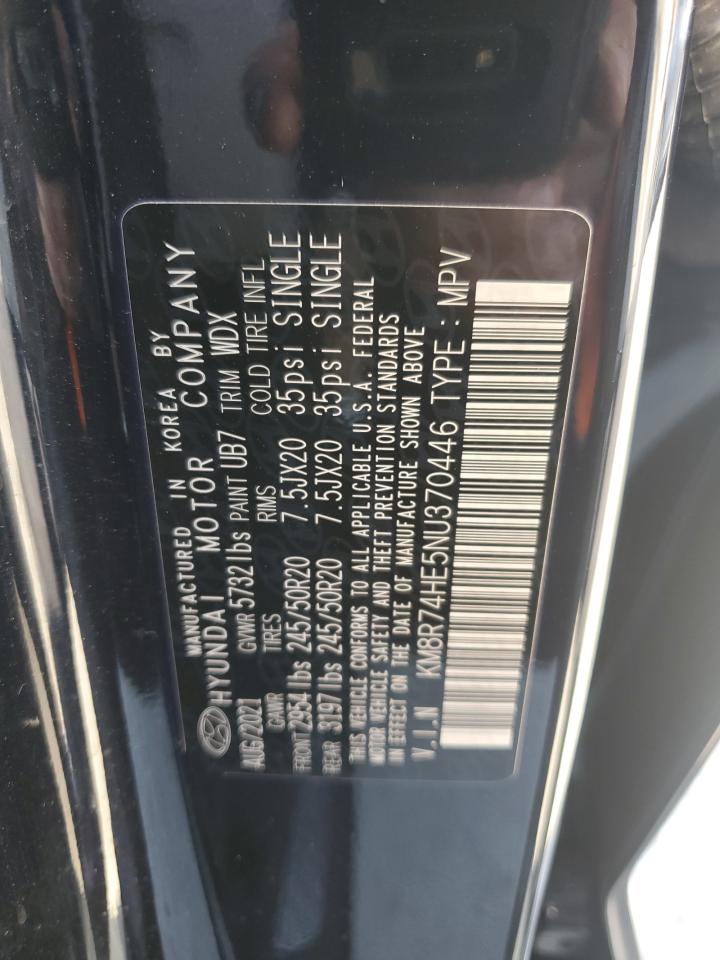 MANUFACTURED IN KOREA BY
HYUNDAI MOTOR COMPANY
AUG/2021 GVWR 5732 lbs PAINT UB7 TRIM WDX
GAWR TIRES RIMS COLD TIRE INFL
FRONT 2954 lbs 245/50R20 7.5JX20 35psi SINGLE
REAR 3197 lbs 245/50R20 7.5JX20 35psi SINGLE
THIS VEHICLE CONFORMS TO ALL APPLICABLE U.S.A. FEDERAL
MOTOR VEHICLE SAFETY AND THEFT PREVENTION STANDARDS
IN EFFECT ON THE DATE OF MANUFACTURE SHOWN ABOVE
V.I.N KM8R74HE5NU370446 TYPE : MPV